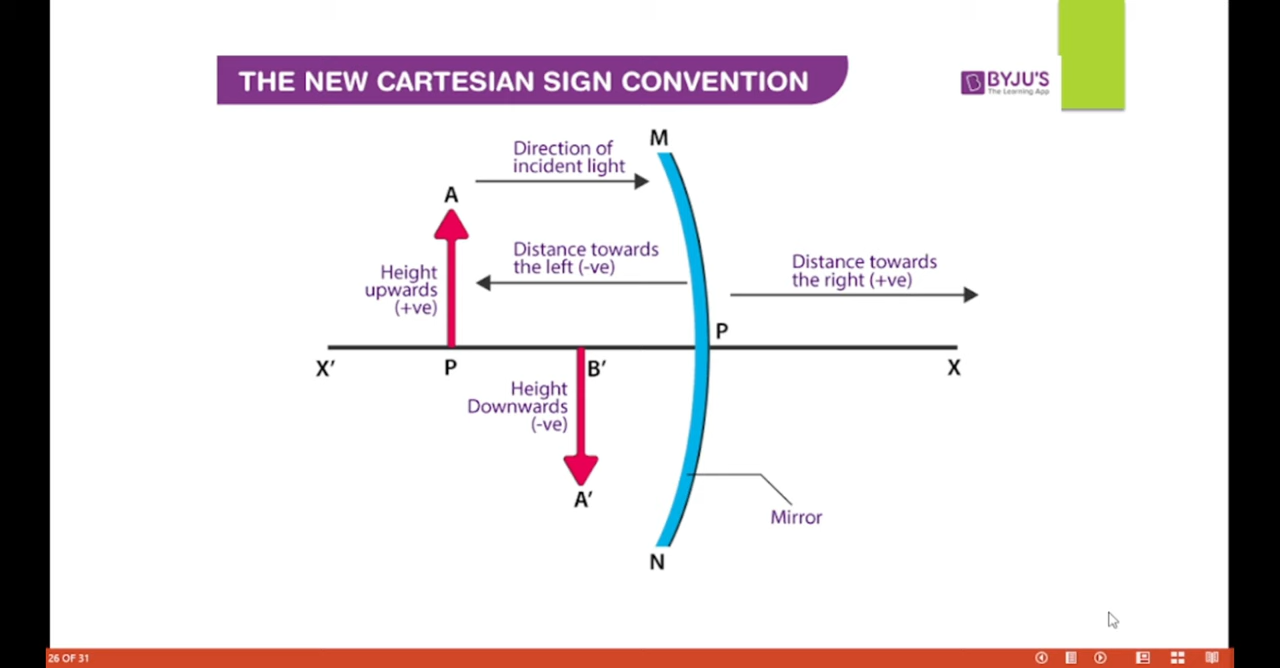 THE NEW CARTESIAN SIGN CONVENTION
BYJU'S
The Learning App
M
Direction of
incident light
A
Distance towards
the left (-ve)
Distance towards
the right (+ve)
Height
upwards
(+ve)
P
X'
P
B'
X
Height
Downwards
(-ve)
A'
Mirror
N
26 OF 31